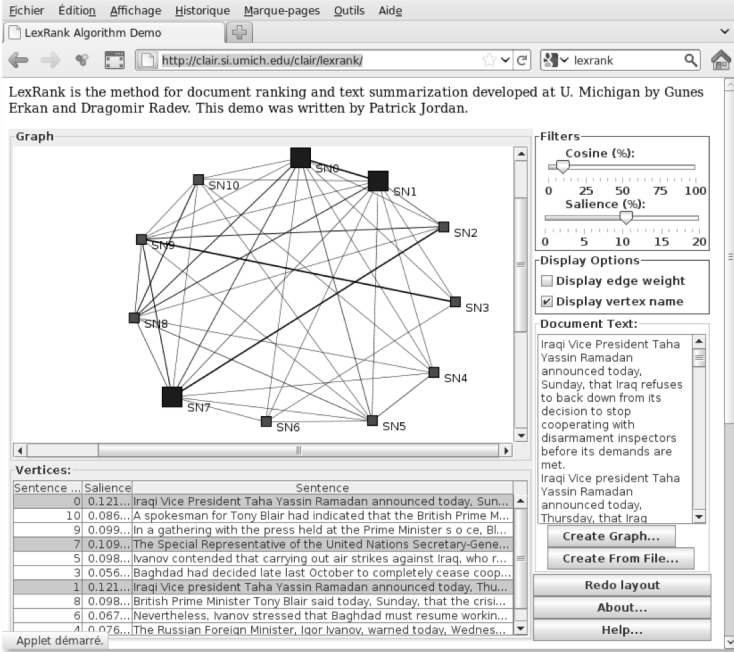 Fichier Édition Affichage Historique Marque-pages Outils Aide
LexRank Algorithm Demo
http://clair.si.umich.edu/clair/lexrank/
lexrank
LexRank is the method for document ranking and text summarization developed at U. Michigan by Gunes
Erkan and Dragomir Radev. This demo was written by Patrick Jordan.
Graph
SN0
SN10
SN1
SN2
SN9
SN3
SN8
SN4
SN7
SN6
SN5
Filters
Cosine (%):
0 25 50 75 100
Salience (%):
0 5 10 15 20
Display Options
Display edge weight
Display vertex name
Document Text:
Iraqi Vice President Taha
Yassin Ramadan
announced today,
Sunday, that Iraq refuses
to back down from its
decision to stop
cooperating with
disarmament inspectors
before its demands are
met.
Iraqi Vice president Taha
Yassin Ramadan
announced today,
Thursday, that Iraq
Create Graph...
Create From File...
Redo layout
About...
Help...
Vertices:
Sentence ... Salience Sentence
0 0.121... Iraqi Vice President Taha Yassin Ramadan announced today, Sun...
10 0.086... A spokesman for Tony Blair had indicated that the British Prime M...
9 0.099... In a gathering with the press held at the Prime Minister s o ce, Bl...
7 0.109... The Special Representative of the United Nations Secretary-Gene...
5 0.098... Ivanov contended that carrying out air strikes against Iraq, who r...
3 0.056... Baghdad had decided late last October to completely cease coop...
1 0.121... Iraqi Vice president Taha Yassin Ramadan announced today, Thu...
8 0.098... British Prime Minister Tony Blair said today, Sunday, that the crisi...
6 0.067... Nevertheless, Ivanov stressed that Baghdad must resume workin...
4 0.076... The Russian Foreign Minister, Igor Ivanov, warned today, Wednes...
Applet démarré.